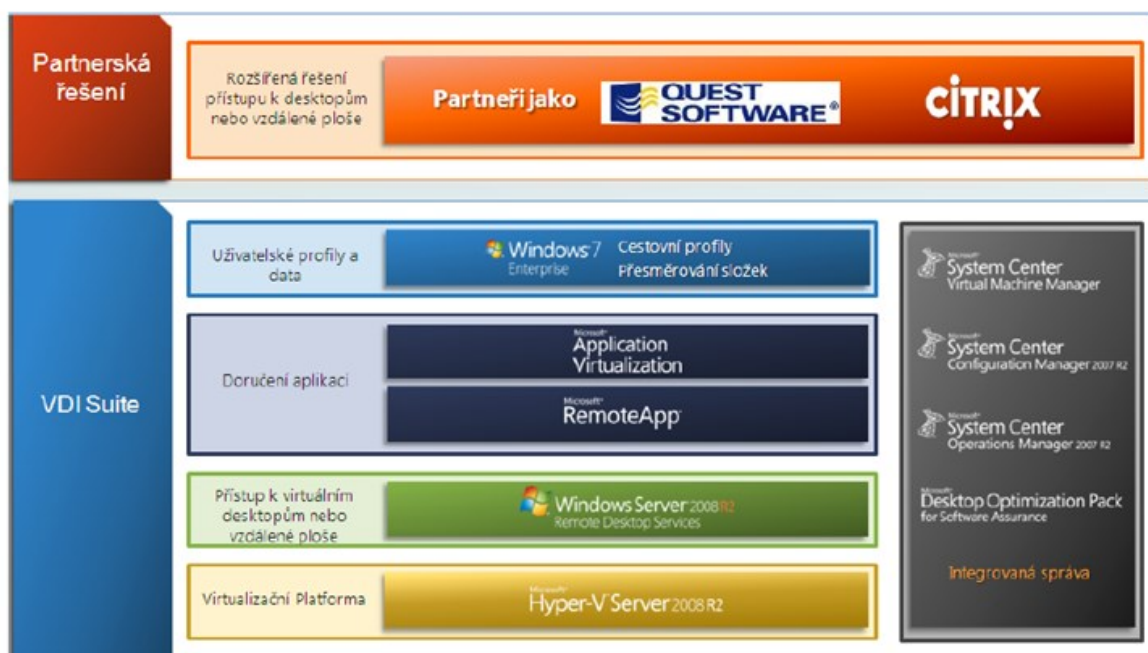 Partnerská
řešení
Rozšířená řešení
přístupu k desktopům
nebo vzdálené ploše
Partneři jako
QUEST
SOFTWARE®
CİTRIX
VDI Suite
Uživatelské profily a
data
Windows 7
Enterprise
Cestovní profily
Přesměrování složek
Doručení aplikací
Microsoft®
Application
Virtualization
Microsoft®
RemoteApp
Přístup k virtuálním
desktopům nebo
vzdálené ploše
Windows Server 2008 R2
Remote Desktop Services
Virtualizační Platforma
Microsoft®
Hyper-V Server 2008 R2
Microsoft®
System Center
Virtual Machine Manager
Microsoft®
System Center
Configuration Manager 2007 R2
Microsoft®
System Center
Operations Manager 2007 R2
Microsoft®
Desktop Optimization Pack
for Software Assurance
Integrovaná správa